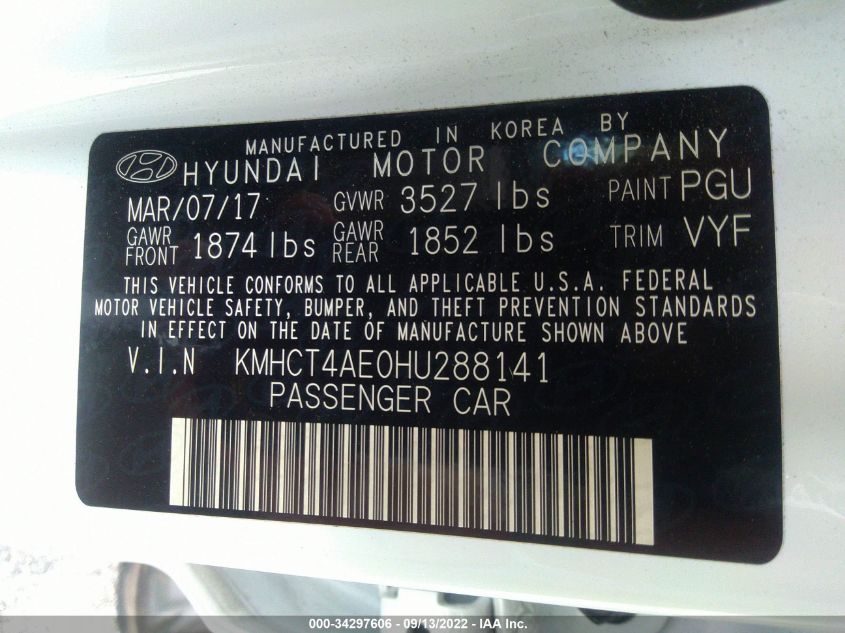 MANUFACTURED IN KOREA BY
HYUNDAI MOTOR COMPANY
MAR/07/17 GVWR 3527 lbs PAINT PGU
GAWR FRONT 1874 lbs GAWR REAR 1852 lbs TRIM VYF
THIS VEHICLE CONFORMS TO ALL APPLICABLE U.S.A. FEDERAL
MOTOR VEHICLE SAFETY, BUMPER, AND THEFT PREVENTION STANDARDS
IN EFFECT ON THE DATE OF MANUFACTURE SHOWN ABOVE
V.I.N KMHCT4AE0HU288141
PASSENGER CAR
000-34297606 - 09/13/2022 - IAA Inc.